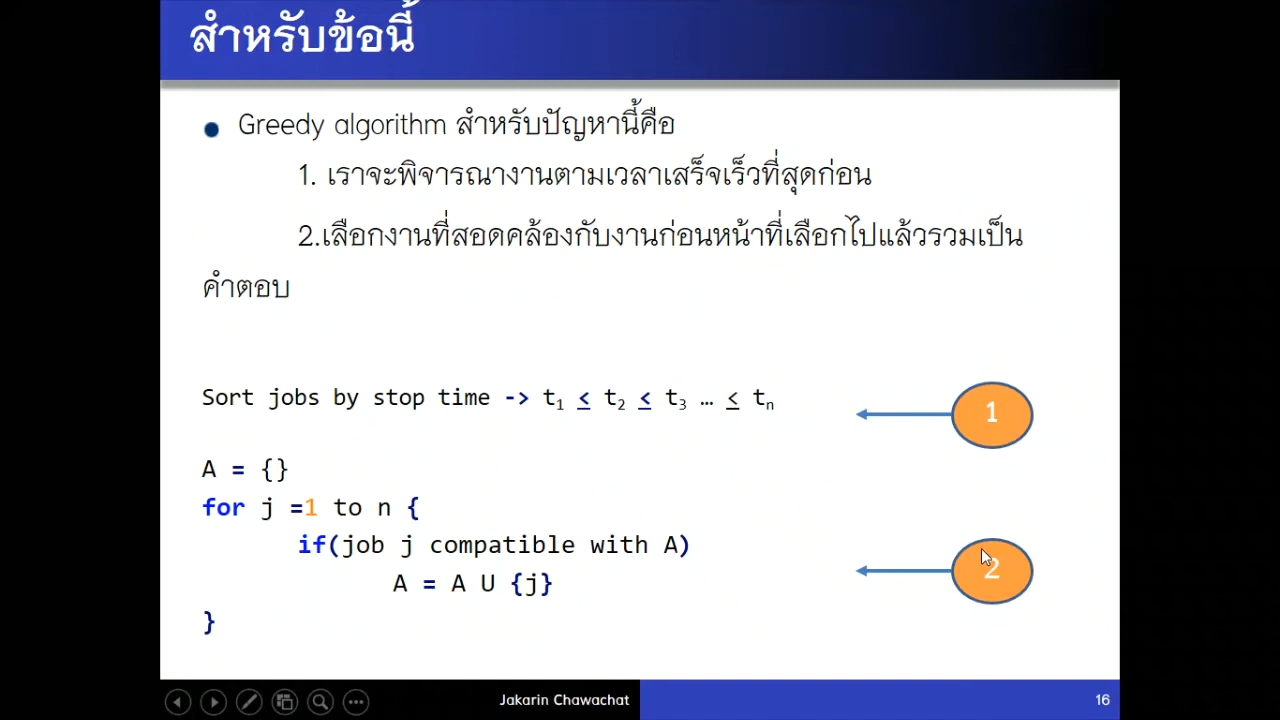 สำหรับข้อนี้
Greedy algorithm สำหรับปัญหานี้คือ
1. เราจะพิจารณางานตามเวลาเสร็จเร็วที่สุดก่อน
2.เลือกงานที่สอดคล้องกับงานก่อนหน้าที่เลือกไปแล้วรวมเป็น
คำตอบ
Sort jobs by stop time -> t1 ≤ t2 ≤ t3 … ≤ tn
1
A = {}
for j =1 to n {
if(job j compatible with A)
2
A = A U {j}
}
Jakarin Chawachat
16